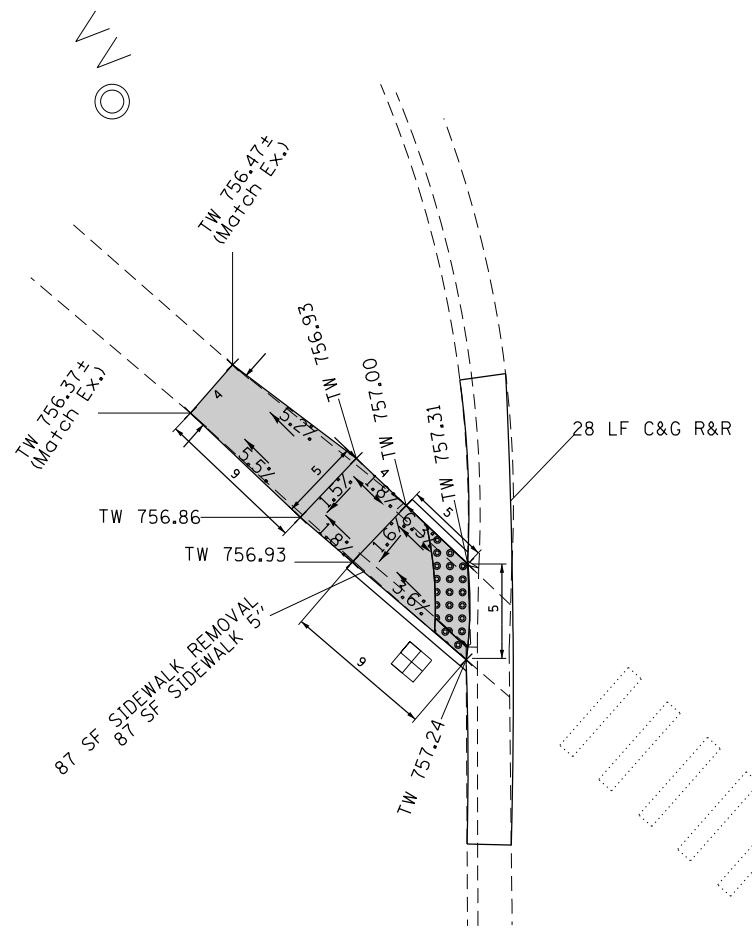 TW 756.47±
(Match Ex.)
TW 756.93
TW 757.00
TW 757.31
TW 756.37±
(Match Ex.)
28 LF C&G R&R
4
5.2%
5.5%
9
5
4
1.5%
1.8%
6.3%
5
TW 756.86
1.8%
1.6%
TW 756.93
3.6%
5
9
87 SF SIDEWALK REMOVAL
87 SF SIDEWALK 5"
TW 757.24